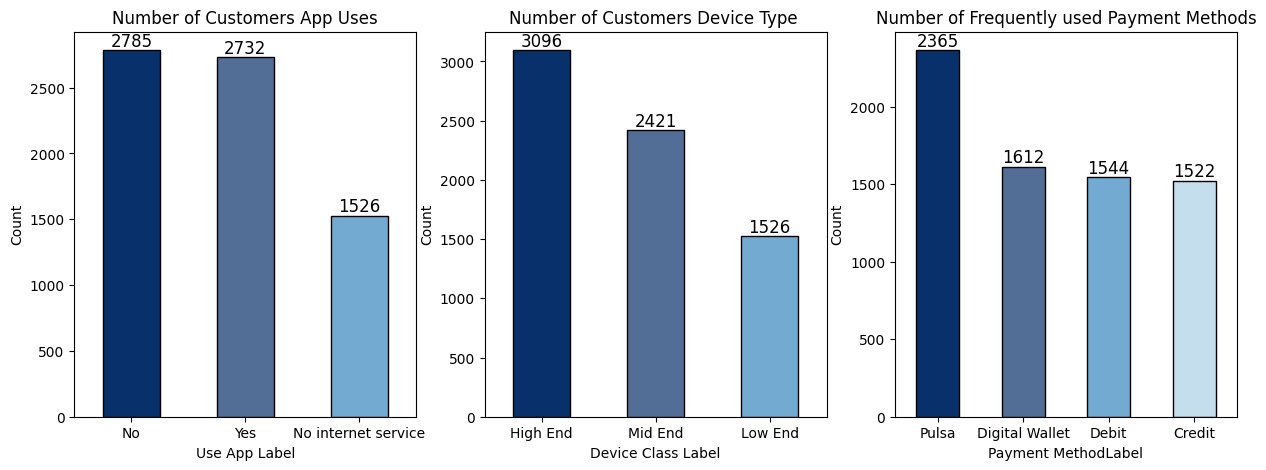 Number of Customers App Uses
2785
2732
1526
2500
2000
1500
1000
500
0
Count
No
Yes
No internet service
Use App Label
Number of Customers Device Type
3096
2421
1526
3000
2500
2000
1500
1000
500
0
Count
High End
Mid End
Low End
Device Class Label
Number of Frequently used Payment Methods
2365
1612
1544
1522
2000
1500
1000
500
0
Count
Pulsa
Digital Wallet
Debit
Credit
Payment MethodLabel